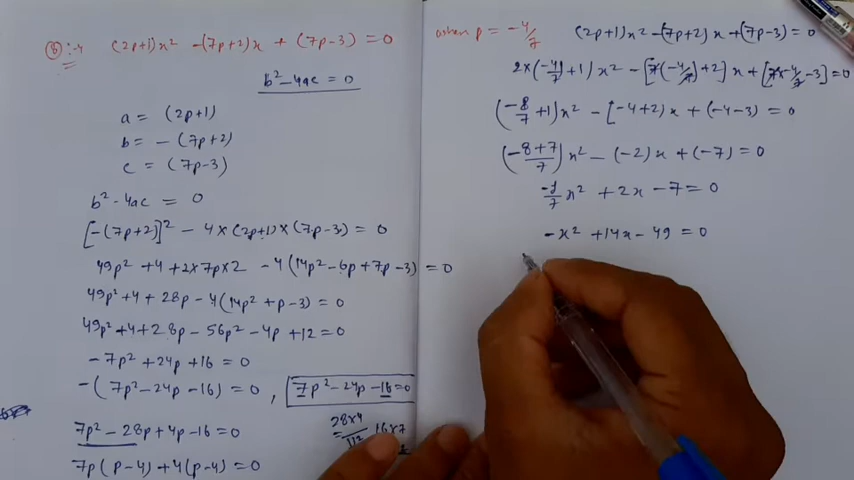 ⑧:→ (2p+1)x² -(7p+2)x + (7p-3) = 0
b²-4ac = 0
a = (2p+1)
b = -(7p+2)
c = (7p-3)
b²-4ac = 0
[-(7p+2)]² - 4×(2p+1)×(7p-3) = 0
49p²+4+2×7p×2 -4(14p²-6p+7p-3) = 0
49p²+4+28p-4(14p²+p-3) = 0
49p²+4+28p-56p²-4p+12 = 0
-7p²+24p+16 = 0
-(7p²-24p-16) = 0 , 7p²-24p-16=0
7p²-28p+4p-16 = 0
7p(p-4)+4(p-4) = 0
28×4
112
16×7
when p = -4/7 (2p+1)x²-(7p+2)x+(7p-3) = 0
2×(-4/7+1)x² - [7(-4/7)+2]x + [7×-4/7-3] = 0
(-8/7+1)x² - [-4+2)x + (-4-3) = 0
(-8+7/7)x² - (-2)x + (-7) = 0
-1/7x² + 2x - 7 = 0
-x² + 14x - 49 = 0